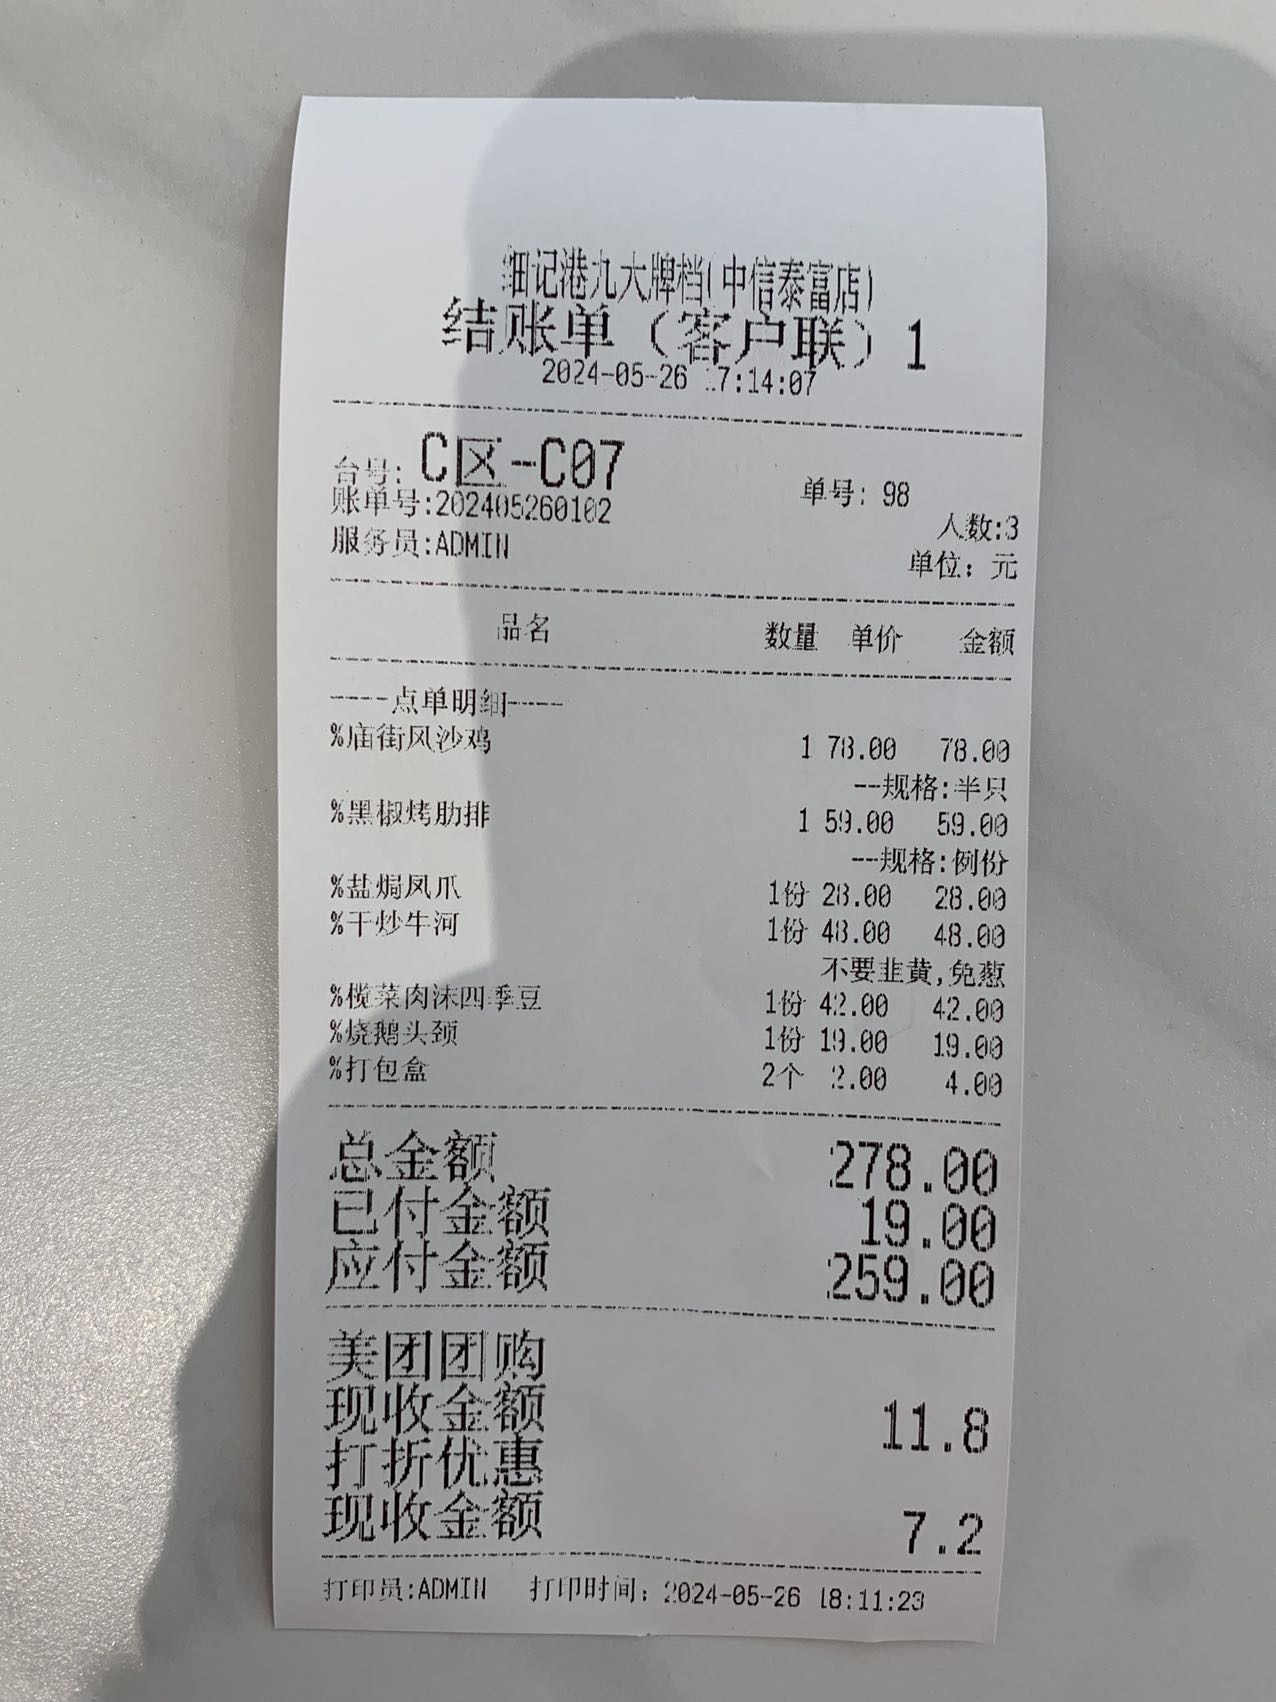 细记港九大牌档(中信泰富店)
结账单（客户联）1
2024-05-26 17:14:07
台号: C区-C07 单号: 98
账单号:202405260102
人数:3
服务员:ADMIN
单位：元
品名 数量 单价 金额
----点单明细----
%庙街风沙鸡 1 78.00 78.00
--规格:半只
%黑椒烤肋排 1 59.00 59.00
--规格:例份
%盐焗凤爪 1份 28.00 28.00
%干炒牛河 1份 48.00 48.00
不要韭黄,免葱
%榄菜肉沫四季豆 1份 42.00 42.00
%烧鹅头颈 1份 19.00 19.00
%打包盒 2个 2.00 4.00
总金额 278.00
已付金额 19.00
应付金额 259.00
美团团购
现收金额 11.8
打折优惠
现收金额 7.2
打印员:ADMIN 打印时间: 2024-05-26 18:11:23